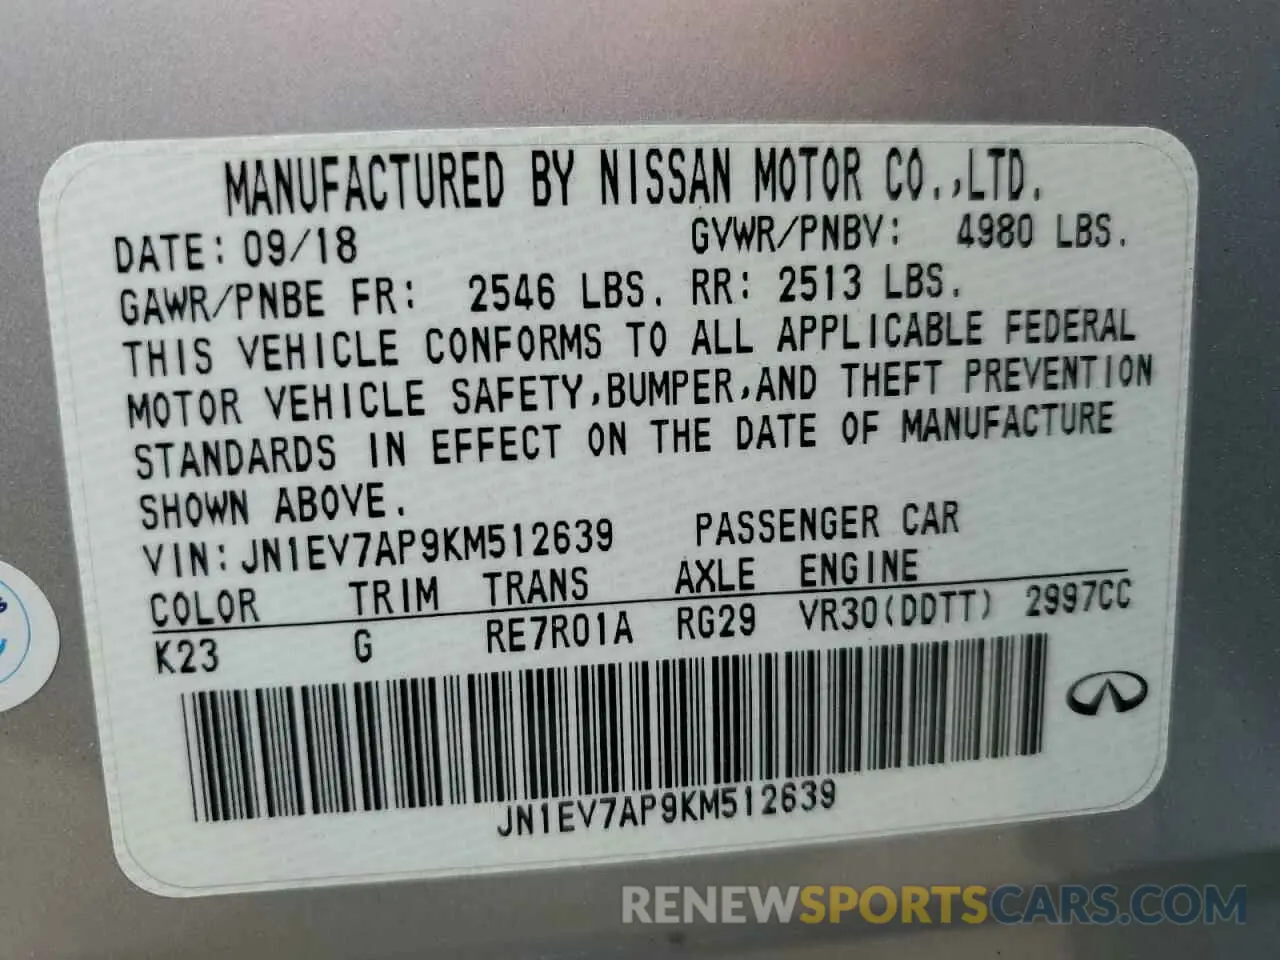 MANUFACTURED BY NISSAN MOTOR CO.,LTD.
DATE: 09/18 GVWR/PNBV: 4980 LBS.
GAWR/PNBE FR: 2546 LBS. RR: 2513 LBS.
THIS VEHICLE CONFORMS TO ALL APPLICABLE FEDERAL
MOTOR VEHICLE SAFETY,BUMPER,AND THEFT PREVENTION
STANDARDS IN EFFECT ON THE DATE OF MANUFACTURE
SHOWN ABOVE.
VIN:JN1EV7AP9KM512639 PASSENGER CAR
COLOR TRIM TRANS AXLE ENGINE
K23 G RE7R01A RG29 VR30(DDTT) 2997CC
JN1EV7AP9KM512639
RENEWSPORTSCARS.COM